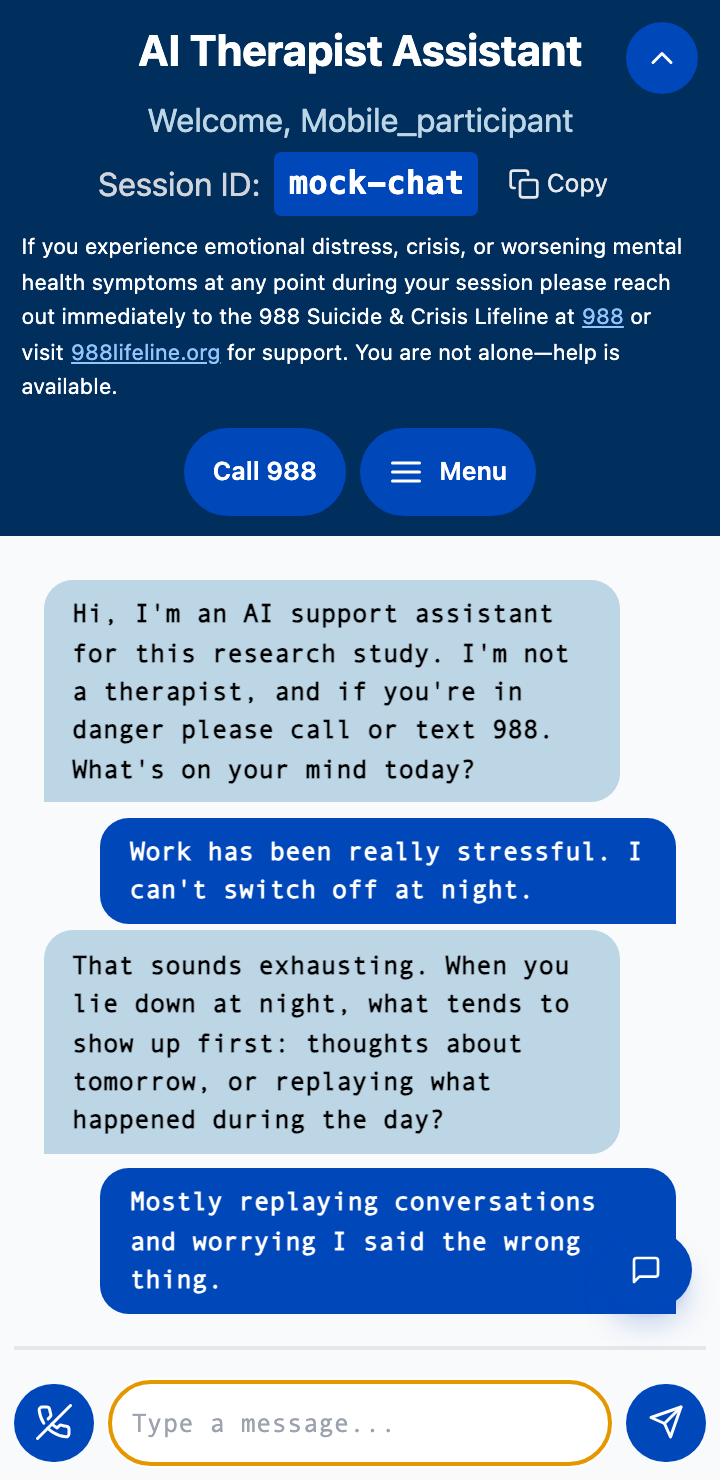 AI Therapist Assistant
Welcome, Mobile_participant
Session ID: mock-chat Copy
If you experience emotional distress, crisis, or worsening mental
health symptoms at any point during your session please reach
out immediately to the 988 Suicide & Crisis Lifeline at 988 or
visit 988lifeline.org for support. You are not alone—help is
available.
Call 988 Menu
Hi, I'm an AI support assistant
for this research study. I'm not
a therapist, and if you're in
danger please call or text 988.
What's on your mind today?
Work has been really stressful. I
can't switch off at night.
That sounds exhausting. When you
lie down at night, what tends to
show up first: thoughts about
tomorrow, or replaying what
happened during the day?
Mostly replaying conversations
and worrying I said the wrong
thing.
Type a message...